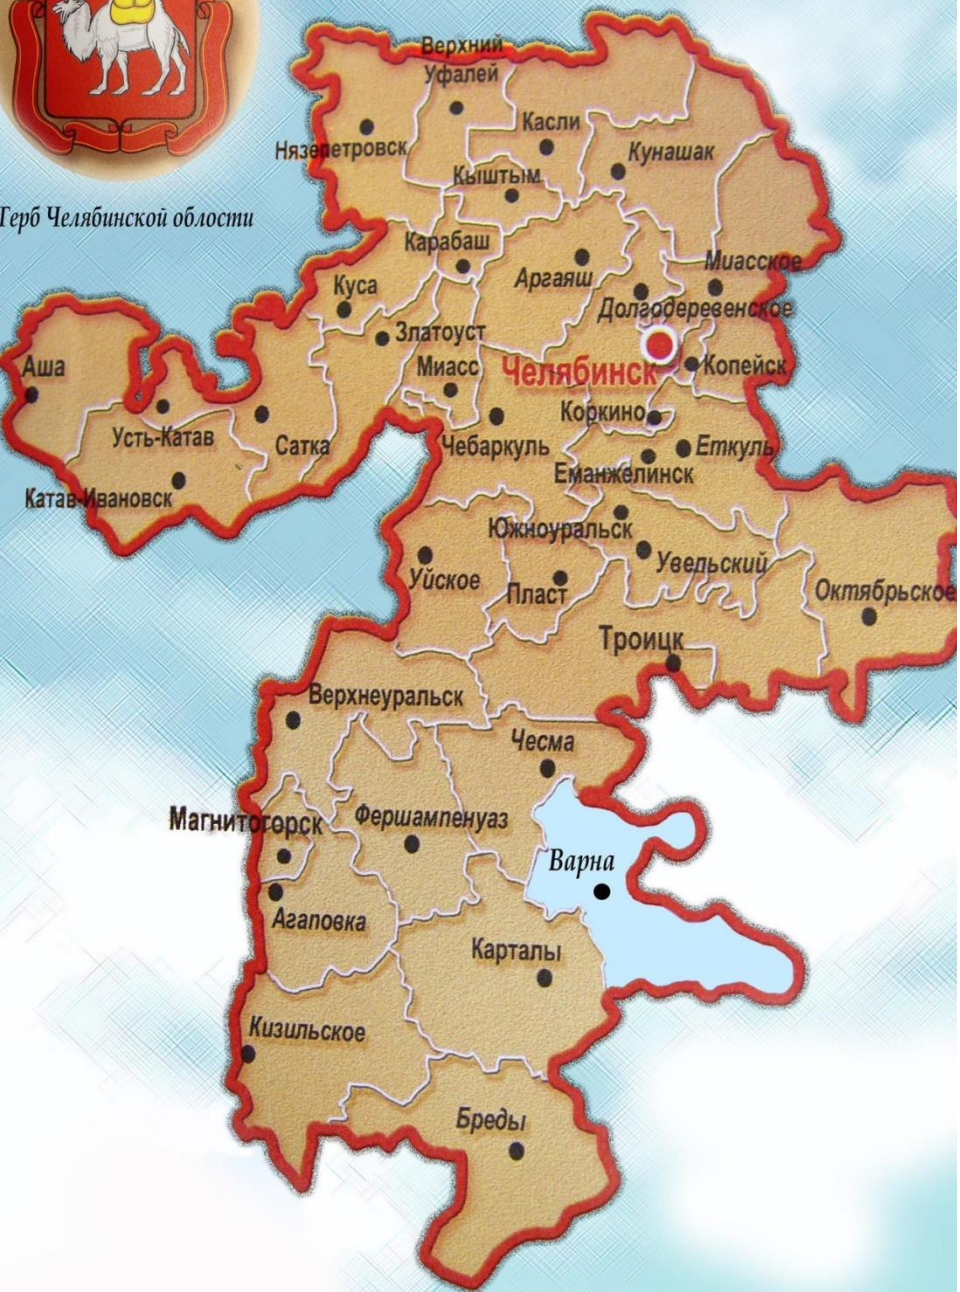 Верхний
Уфалей
Касли
Нязепетровск
Кунашак
Кыштым
Герб Челябинской облости
Карабаш
Аргаяш
Миасское
Куса
Долгодеревенское
Златоуст
Аша
Миасс
Челябинск
Копейск
Коркино
Усть-Катав
Сатка
Чебаркуль
Еткуль
Еманжелинск
Катав-Ивановск
Южноуральск
Увельский
Уйское
Пласт
Октябрьское
Троицк
Верхнеуральск
Чесма
Магнитогорск
Фершампенуаз
Варна
Агаповка
Карталы
Кизильское
Бреды